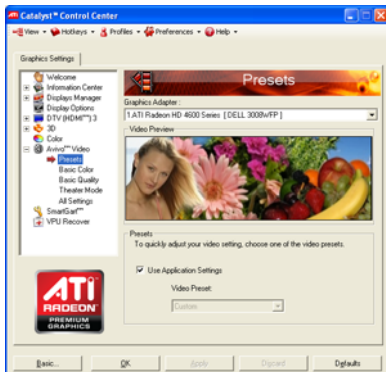 Catalyst™ Control Center
View Hotkeys Profiles Preferences Help
Graphics Settings
Welcome
Information Center
Displays Manager
Display Options
DTV (HDMI™) 3
3D
Color
Avivo™ Video
Presets
Basic Color
Basic Quality
Theater Mode
All Settings
SmartGart™
VPU Recover
ATI
RADEON
PREMIUM
GRAPHICS
Presets
Graphics Adapter:
1.ATI Radeon HD 4600 Series [ DELL 3008WFP ]
Video Preview
Presets
To quickly adjust your video setting, choose one of the video presets.
Use Application Settings
Video Preset:
Custom
Basic... OK Apply Discard Defaults